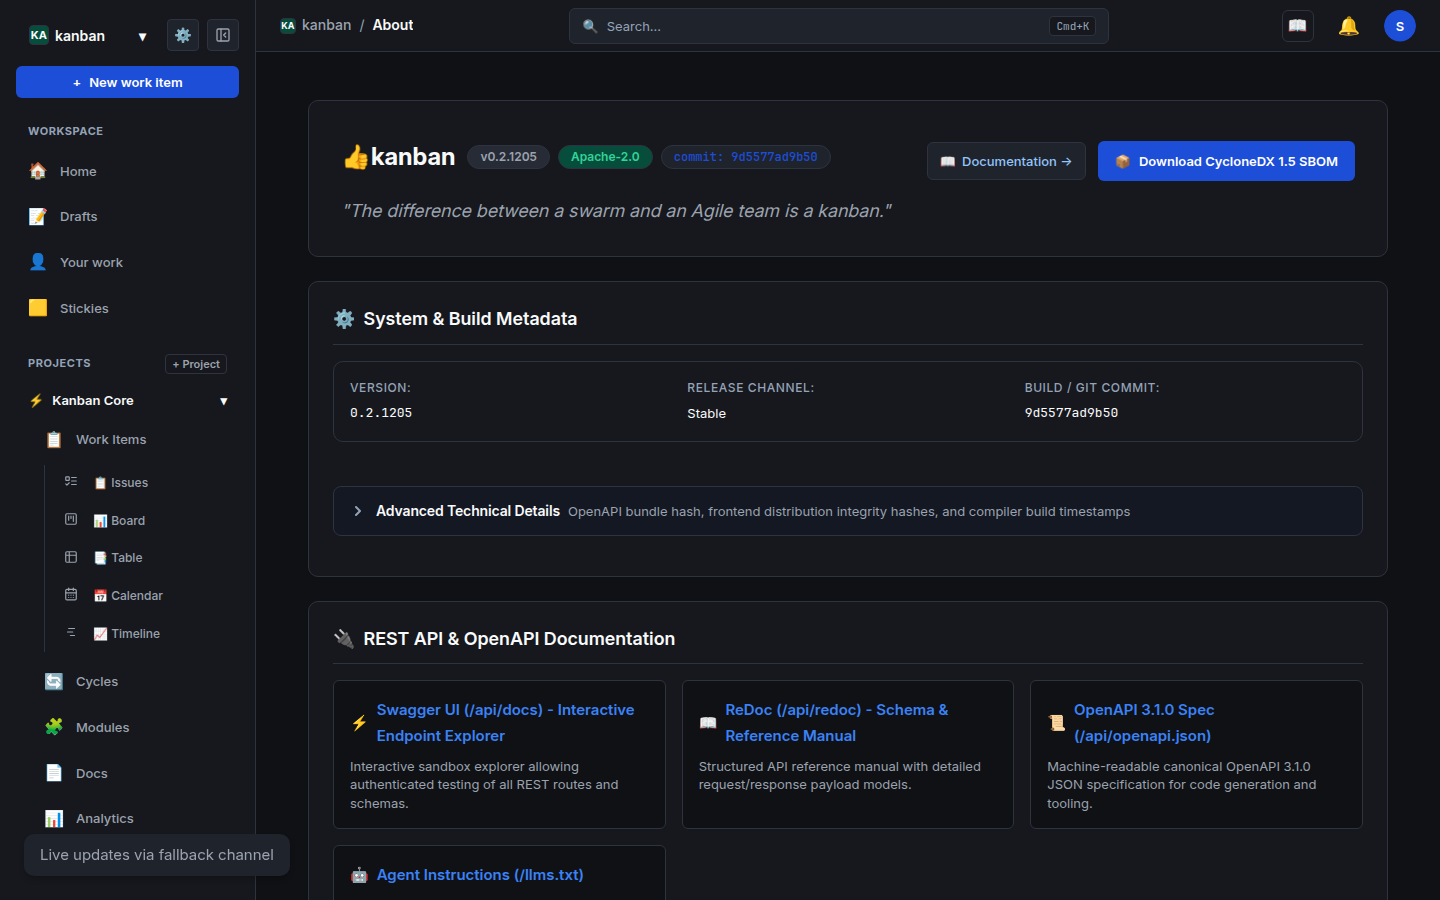 KA kanban
+ New work item
WORKSPACE
Home
Drafts
Your work
Stickies
PROJECTS
+ Project
Kanban Core
Work Items
Issues
Board
Table
Calendar
Timeline
Cycles
Modules
Docs
Analytics
Live updates via fallback channel
KA kanban / About
Search...
Cmd+K
S
kanban
v0.2.1205
Apache-2.0
commit: 9d5577ad9b50
Documentation →
Download CycloneDX 1.5 SBOM
"The difference between a swarm and an Agile team is a kanban."
System & Build Metadata
VERSION:
0.2.1205
RELEASE CHANNEL:
Stable
BUILD / GIT COMMIT:
9d5577ad9b50
Advanced Technical Details OpenAPI bundle hash, frontend distribution integrity hashes, and compiler build timestamps
REST API & OpenAPI Documentation
Swagger UI (/api/docs) - Interactive
Endpoint Explorer
Interactive sandbox explorer allowing
authenticated testing of all REST routes and
schemas.
ReDoc (/api/redoc) - Schema &
Reference Manual
Structured API reference manual with detailed
request/response payload models.
OpenAPI 3.1.0 Spec
(/api/openapi.json)
Machine-readable canonical OpenAPI 3.1.0
JSON specification for code generation and
tooling.
Agent Instructions (/llms.txt)